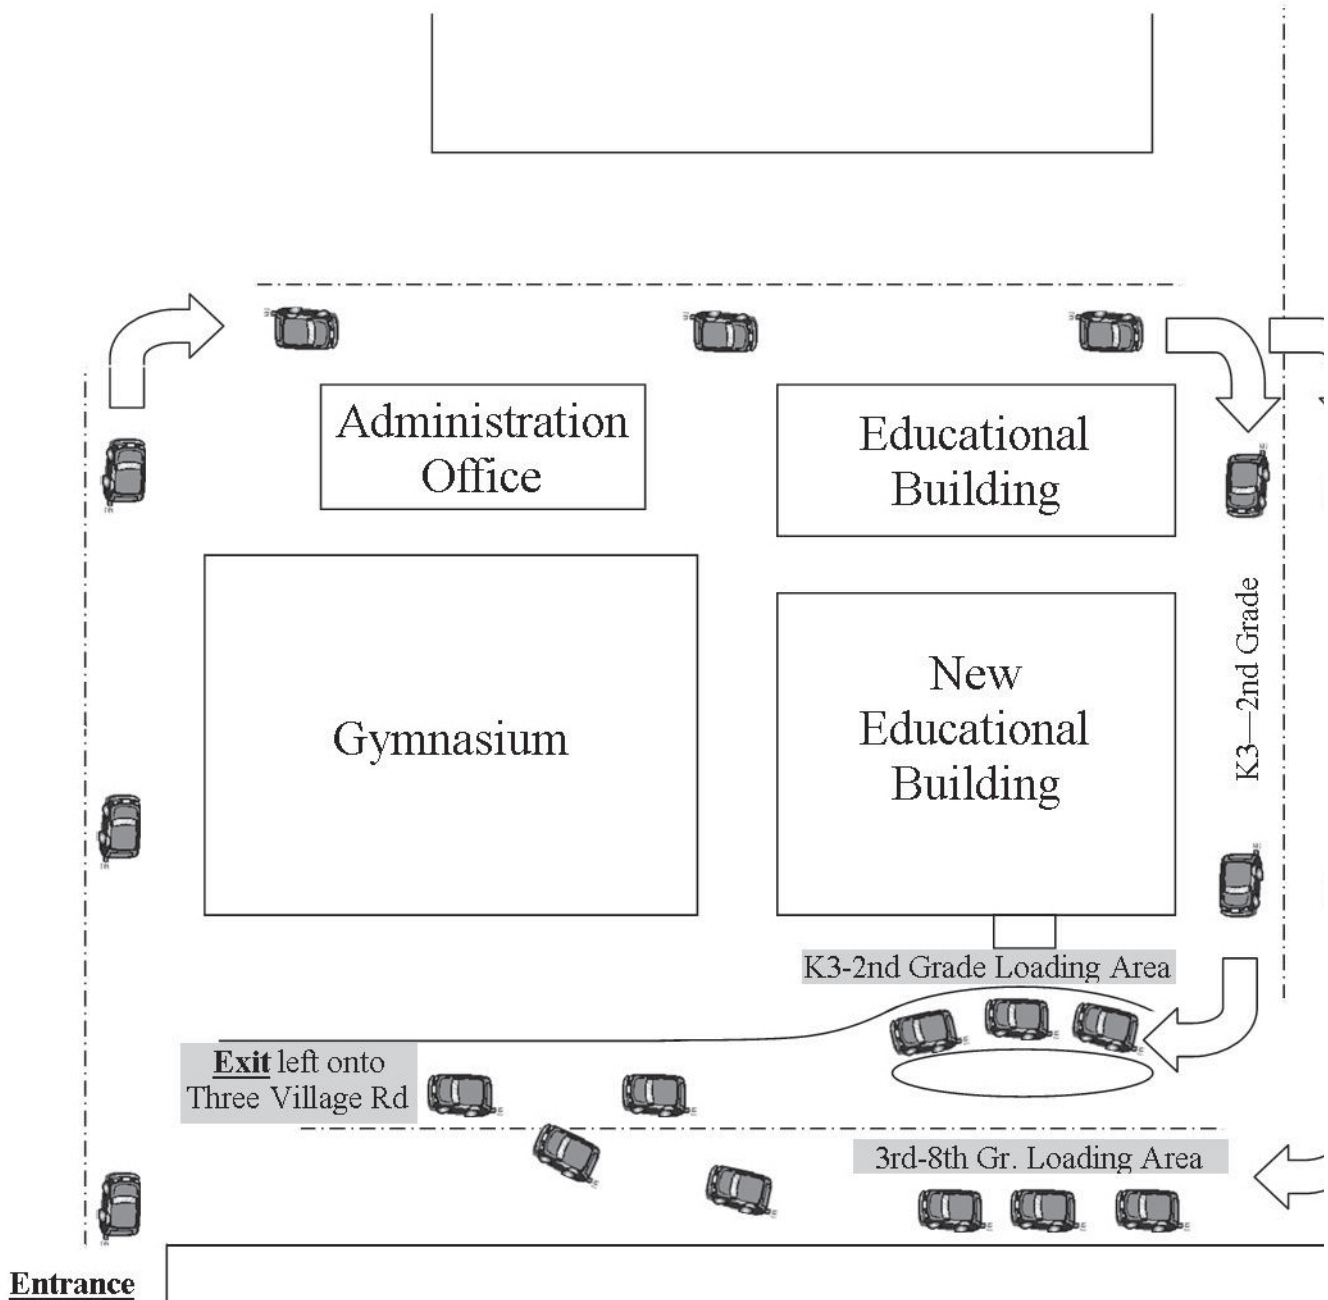 Administration
Office
Educational
Building
Gymnasium
New
Educational
Building
K3—2nd Grade
K3-2nd Grade Loading Area
Exit left onto
Three Village Rd
3rd-8th Gr. Loading Area
Entrance